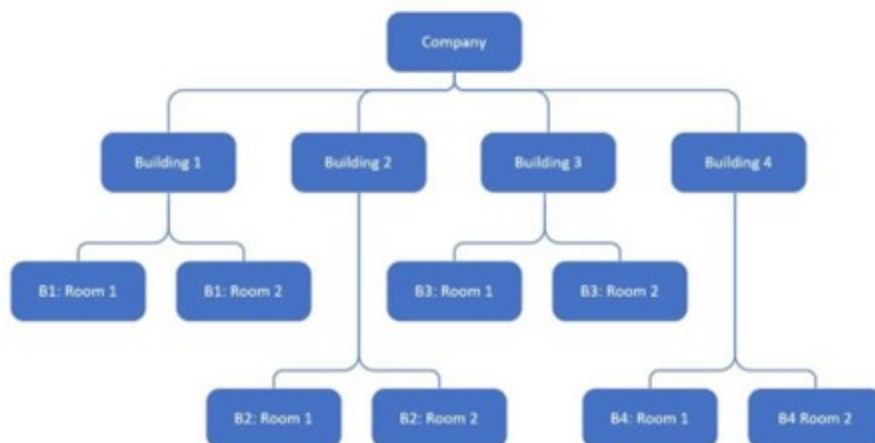 Company
Building 1
Building 2
Building 3
Building 4
B1: Room 1
B1: Room 2
B3: Room 1
B3: Room 2
B2: Room 1
B2: Room 2
B4: Room 1
B4 Room 2